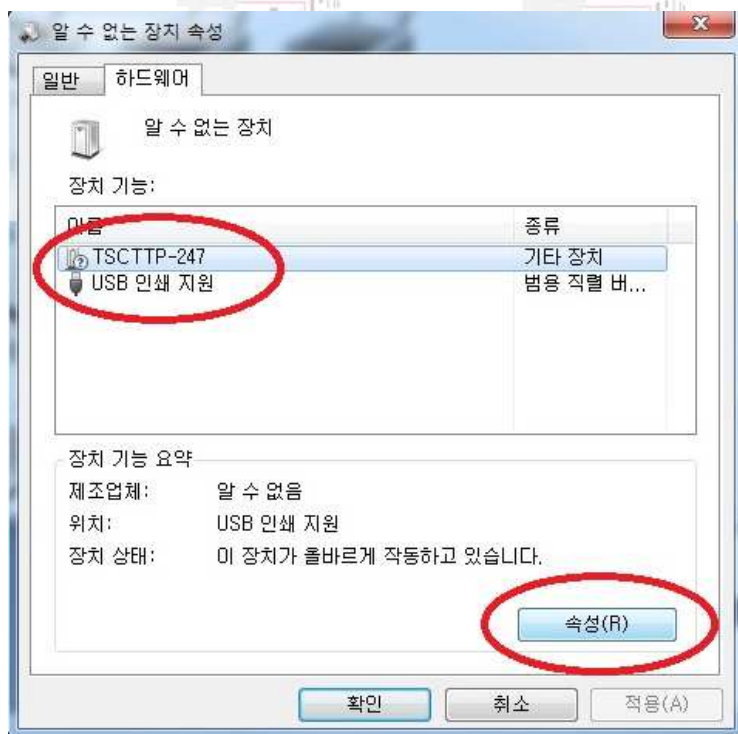 알 수 없는 장치 속성
일반 하드웨어
알 수 없는 장치
장치 기능:
이름 종류
TSCTTP-247 기타 장치
USB 인쇄 지원 범용 직렬 버...
장치 기능 요약
제조업체: 알 수 없음
위치: USB 인쇄 지원
장치 상태: 이 장치가 올바르게 작동하고 있습니다.
속성(R)
확인 취소 적용(A)